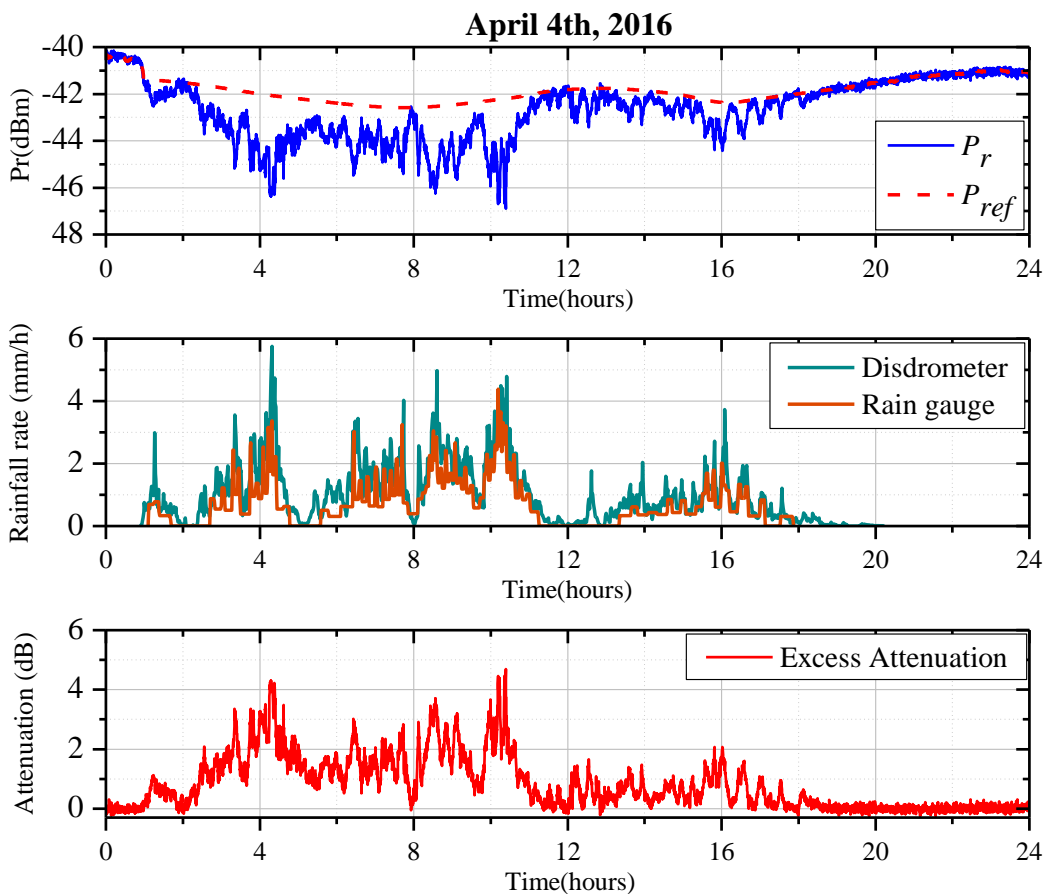 April 4th, 2016
Pr(dBm)
-40
-42
-44
-46
48
P_r
P_ref
0 4 8 12 16 20 24
Time(hours)
Rainfall rate (mm/h)
6
4
2
0
Disdrometer
Rain gauge
0 4 8 12 16 20 24
Time(hours)
Attenuation (dB)
6
4
2
0
Excess Attenuation
0 4 8 12 16 20 24
Time(hours)